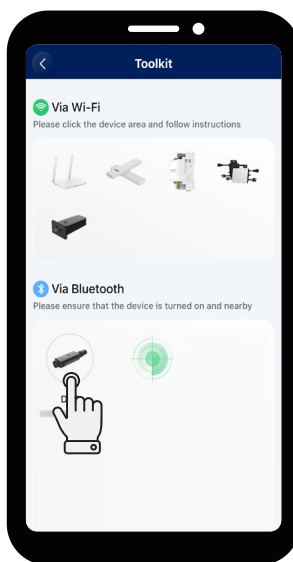 Toolkit
Via Wi-Fi
Please click the device area and follow instructions
Via Bluetooth
Please ensure that the device is turned on and nearby
D